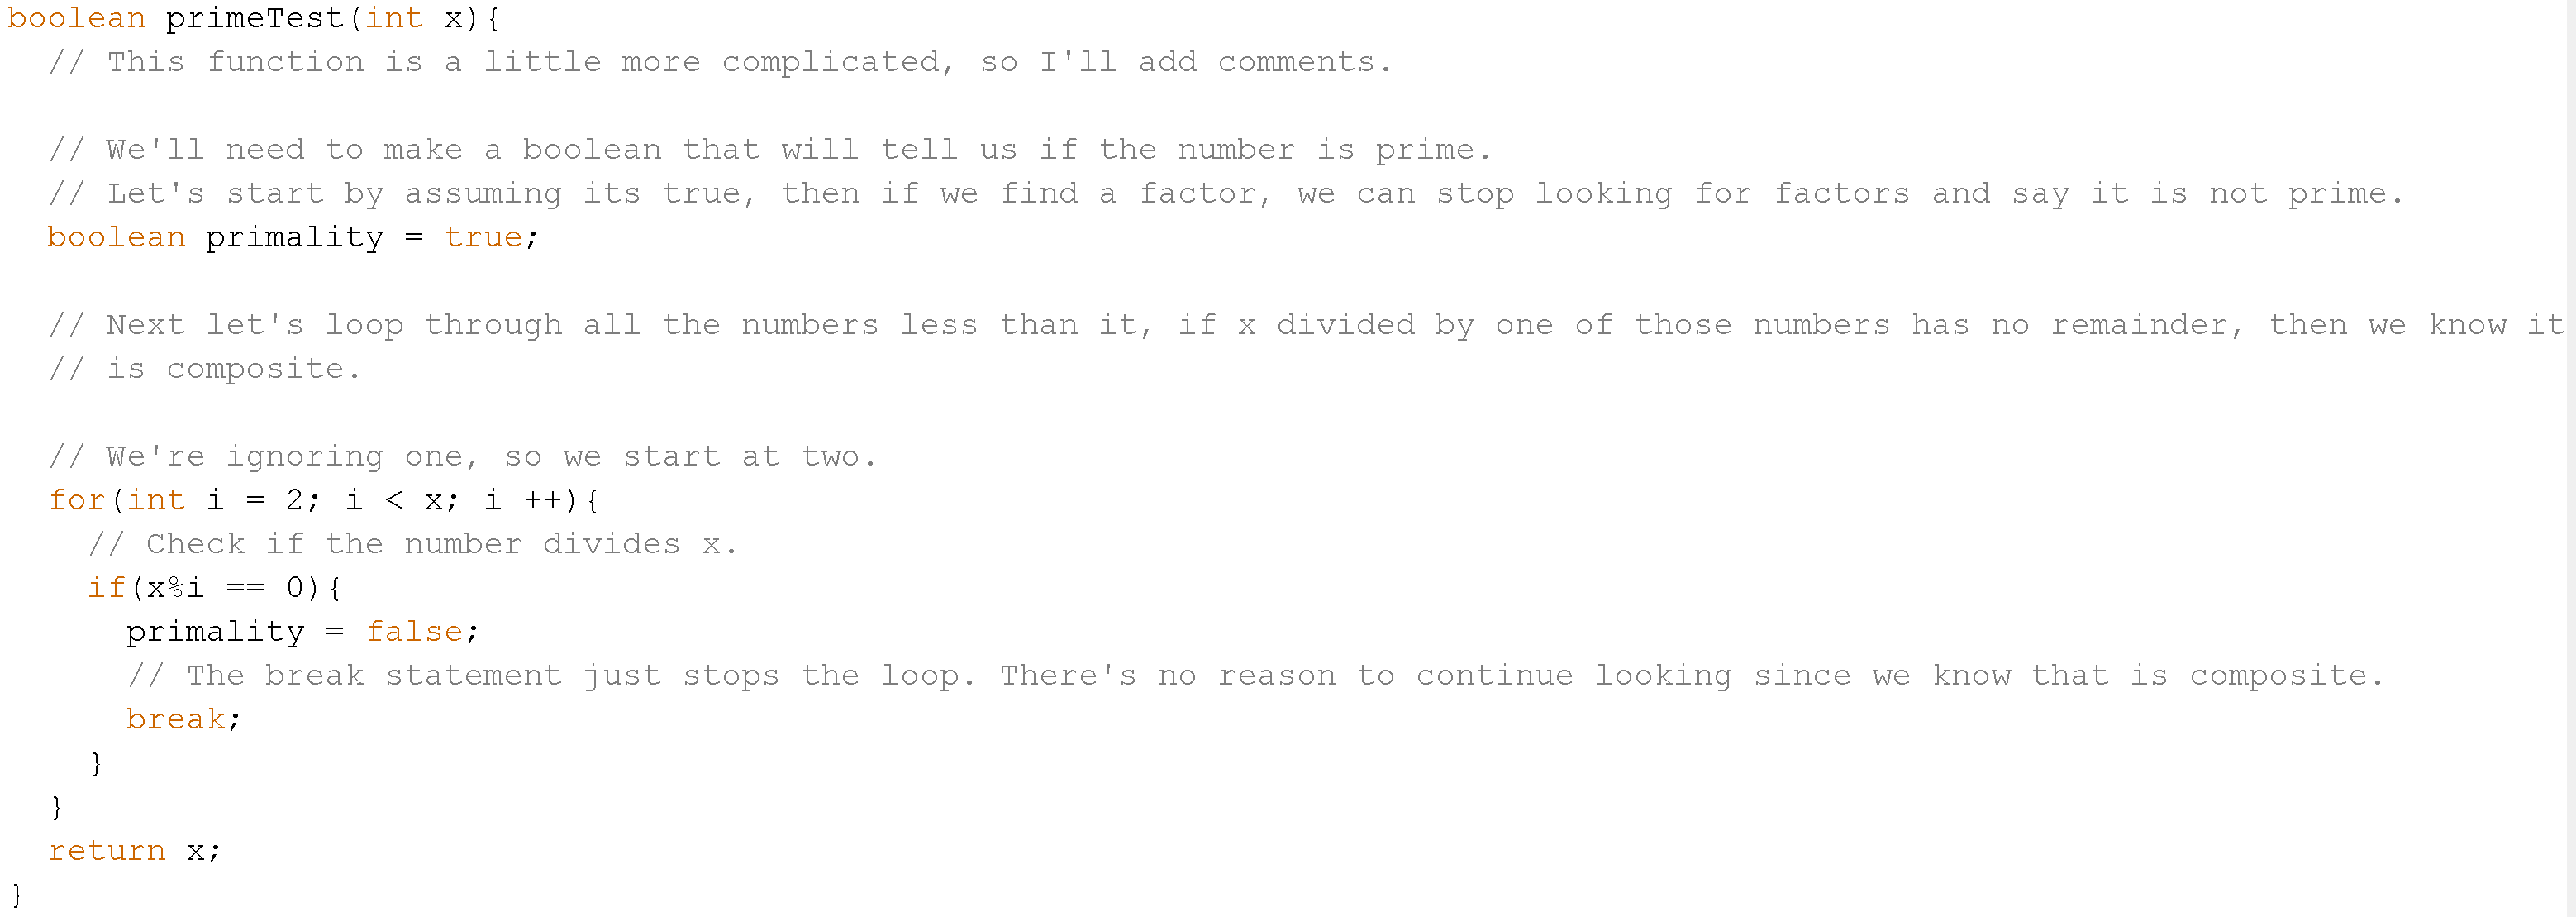 boolean primeTest(int x){
// This function is a little more complicated, so I'll add comments.
// We'll need to make a boolean that will tell us if the number is prime.
// Let's start by assuming its true, then if we find a factor, we can stop looking for factors and say it is not prime.
boolean primality = true;
// Next let's loop through all the numbers less than it, if x divided by one of those numbers has no remainder, then we know it
// is composite.
// We're ignoring one, so we start at two.
for(int i = 2; i < x; i ++){
// Check if the number divides x.
if(x%i == 0){
primality = false;
// The break statement just stops the loop. There's no reason to continue looking since we know that is composite.
break;
}
}
return x;
}